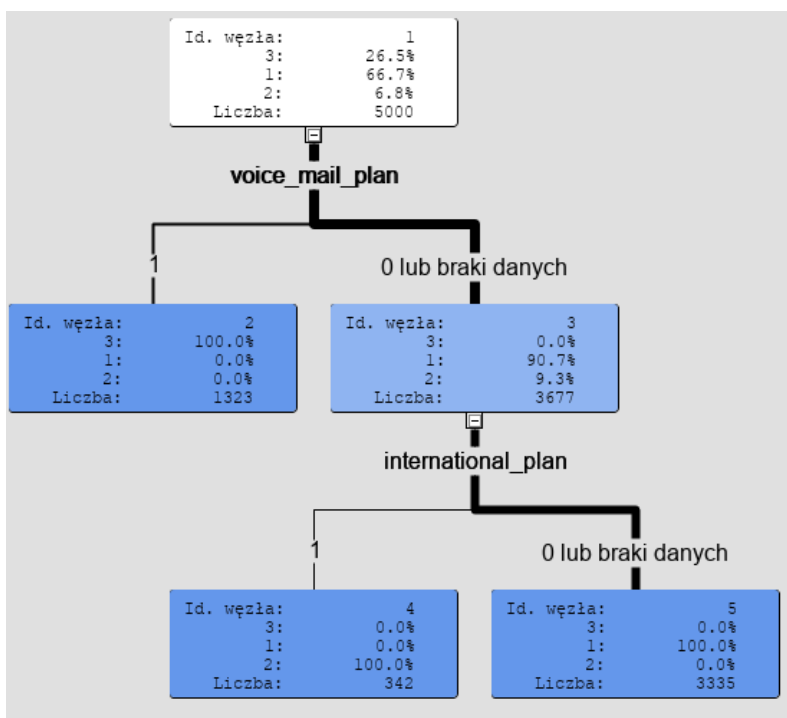 Id. węzła: 1
3: 26.5%
1: 66.7%
2: 6.8%
Liczba: 5000
voice_mail_plan
1
0 lub braki danych
Id. węzła: 2
3: 100.0%
1: 0.0%
2: 0.0%
Liczba: 1323
Id. węzła: 3
3: 0.0%
1: 90.7%
2: 9.3%
Liczba: 3677
international_plan
1
0 lub braki danych
Id. węzła: 4
3: 0.0%
1: 0.0%
2: 100.0%
Liczba: 342
Id. węzła: 5
3: 0.0%
1: 100.0%
2: 0.0%
Liczba: 3335